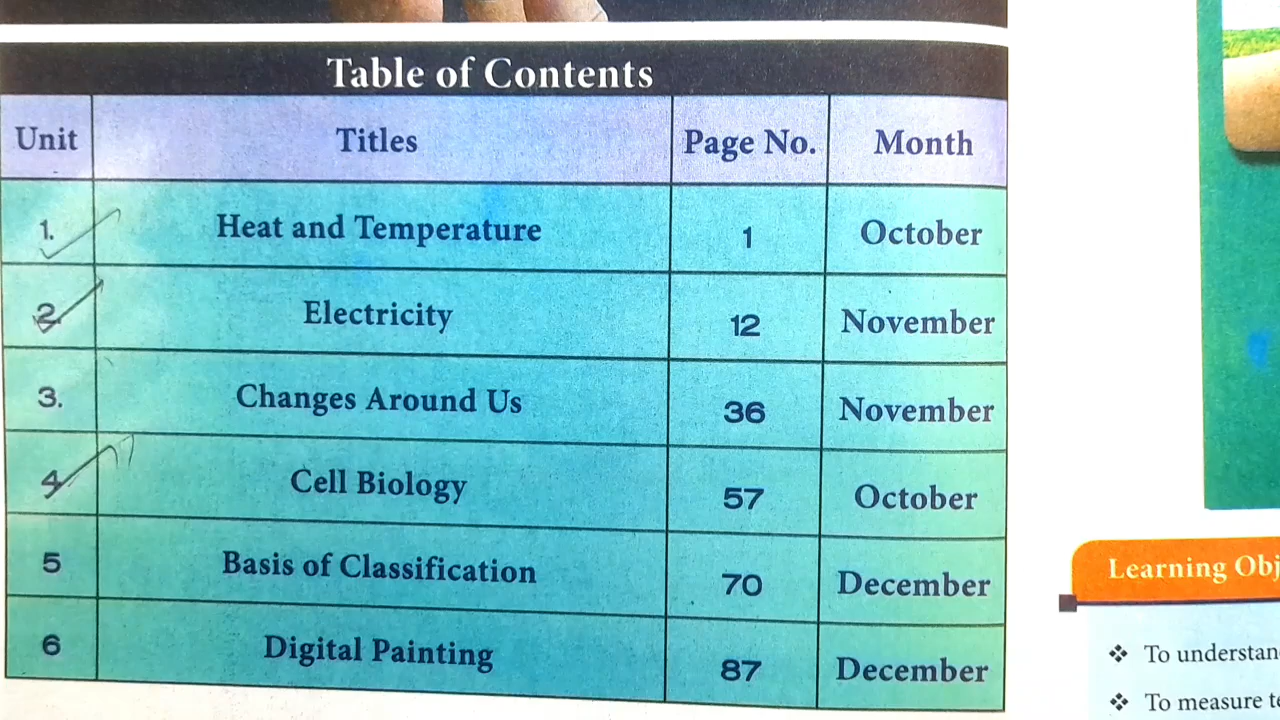 Table of Contents
Unit Titles Page No. Month
1. Heat and Temperature 1 October
2 Electricity 12 November
3. Changes Around Us 36 November
4 Cell Biology 57 October
5 Basis of Classification 70 December
6 Digital Painting 87 December
Learning
❖ To
❖ To measure